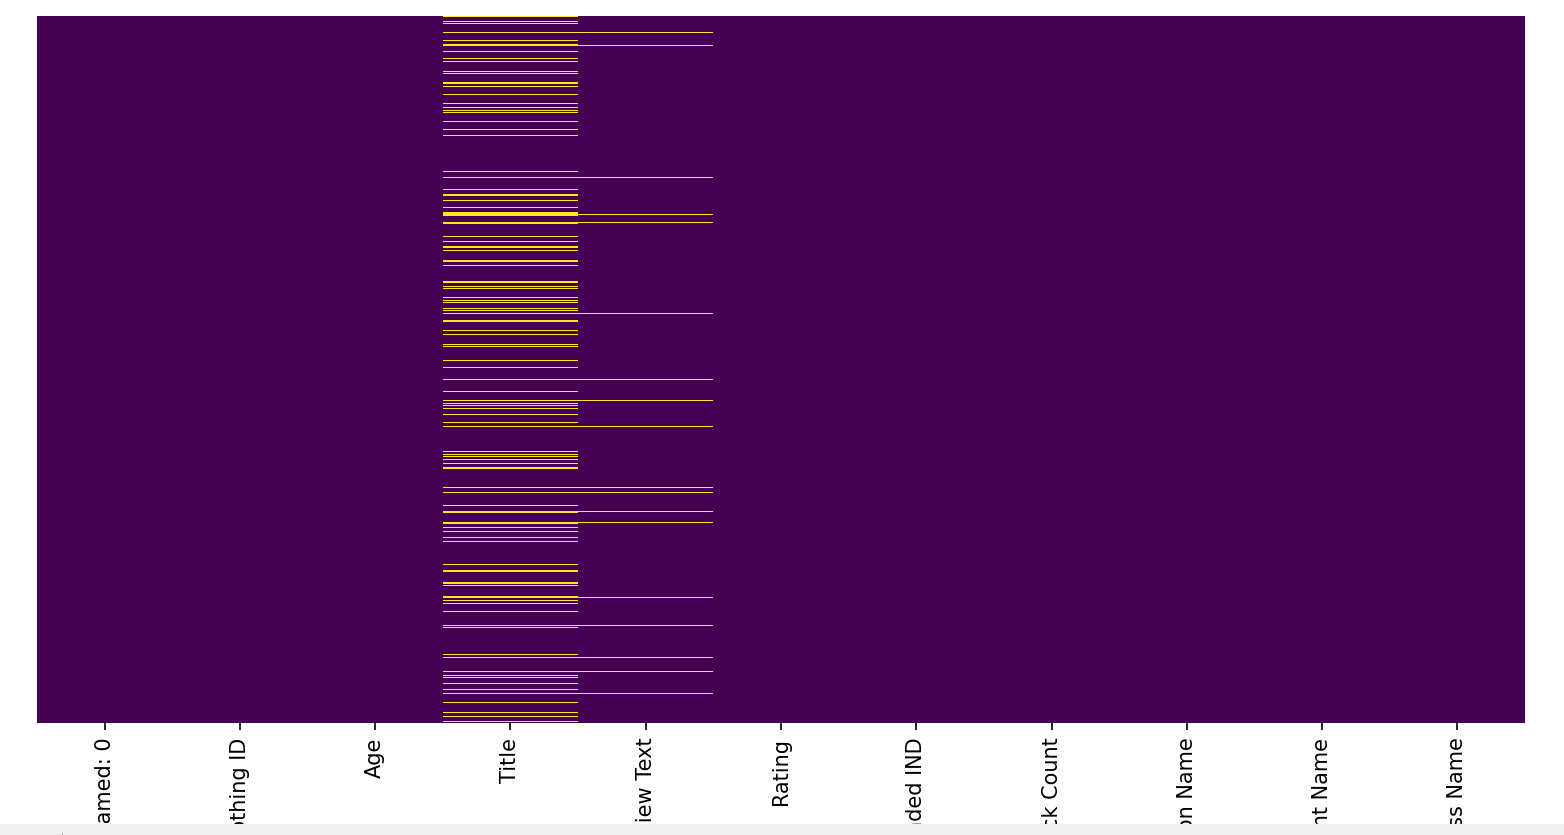 amed: 0
othing ID
Age
Title
iew Text
Rating
ded IND
ck Count
on Name
nt Name
ss Name